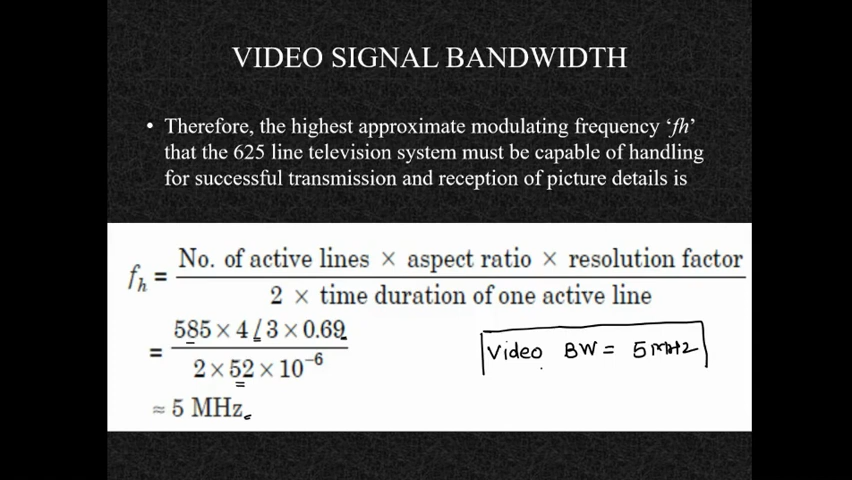 VIDEO SIGNAL BANDWIDTH
• Therefore, the highest approximate modulating frequency ‘fh’
that the 625 line television system must be capable of handling
for successful transmission and reception of picture details is
f_h = No. of active lines × aspect ratio × resolution factor
2 × time duration of one active line
= 585 × 4 / 3 × 0.69
2 × 52 × 10⁻⁶
≈ 5 MHz.
Video BW = 5 MHz